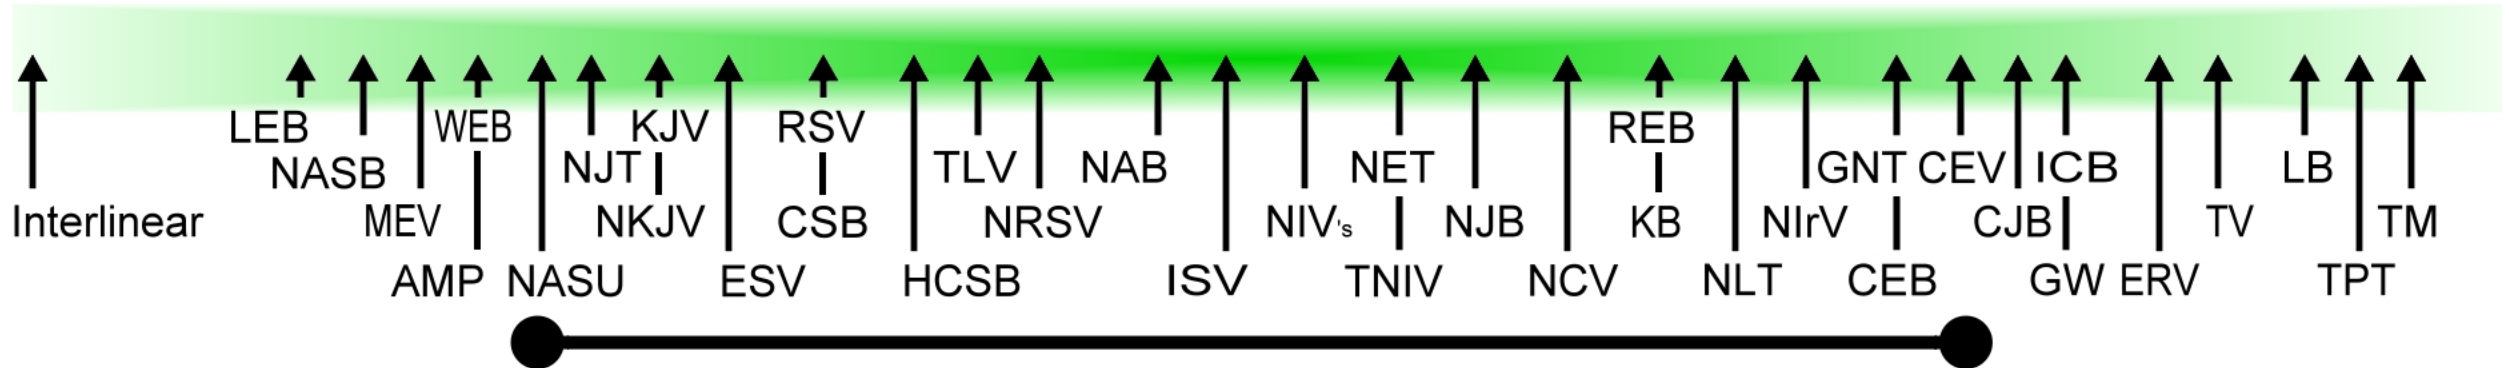 LEB WEB KJV RSV REB
NASB NJT TLV NAB NET GNT CEV ICB LB
Interlinear MEV NKJV CSB NRSV NIV's NJB KB NIrV CJB TV TM
AMP NASU ESV HCSB ISV TNIV NCV NLT CEB GW ERV TPT